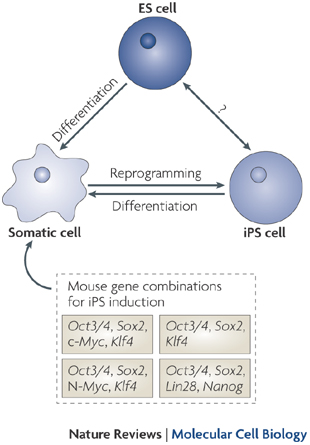 ES cell
Differentiation
?
Reprogramming
Differentiation
Somatic cell
iPS cell
Mouse gene combinations
for iPS induction
Oct3/4, Sox2,
c-Myc, Klf4
Oct3/4, Sox2,
Klf4
Oct3/4, Sox2,
N-Myc, Klf4
Oct3/4, Sox2,
Lin28, Nanog
Nature Reviews | Molecular Cell Biology